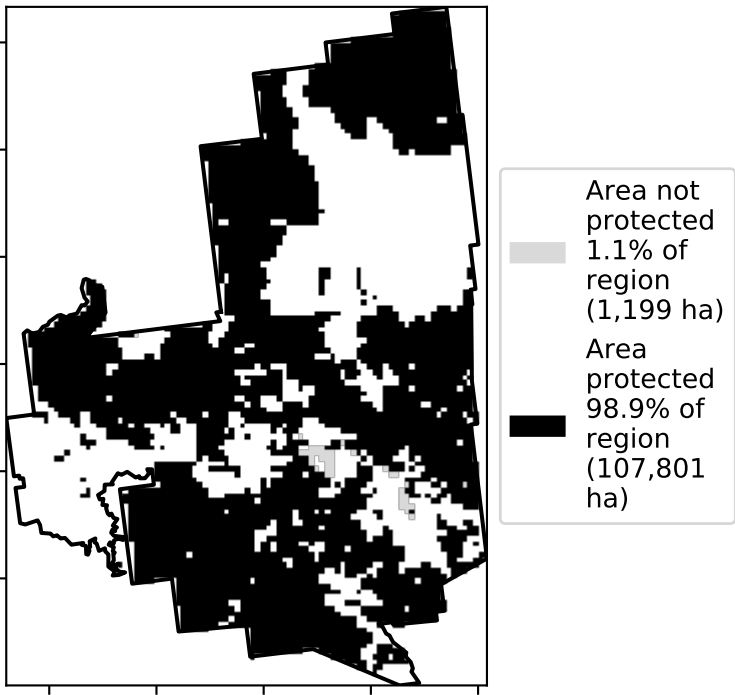 Area not
protected
1.1% of
region
(1,199 ha)
Area
protected
98.9% of
region
(107,801
ha)